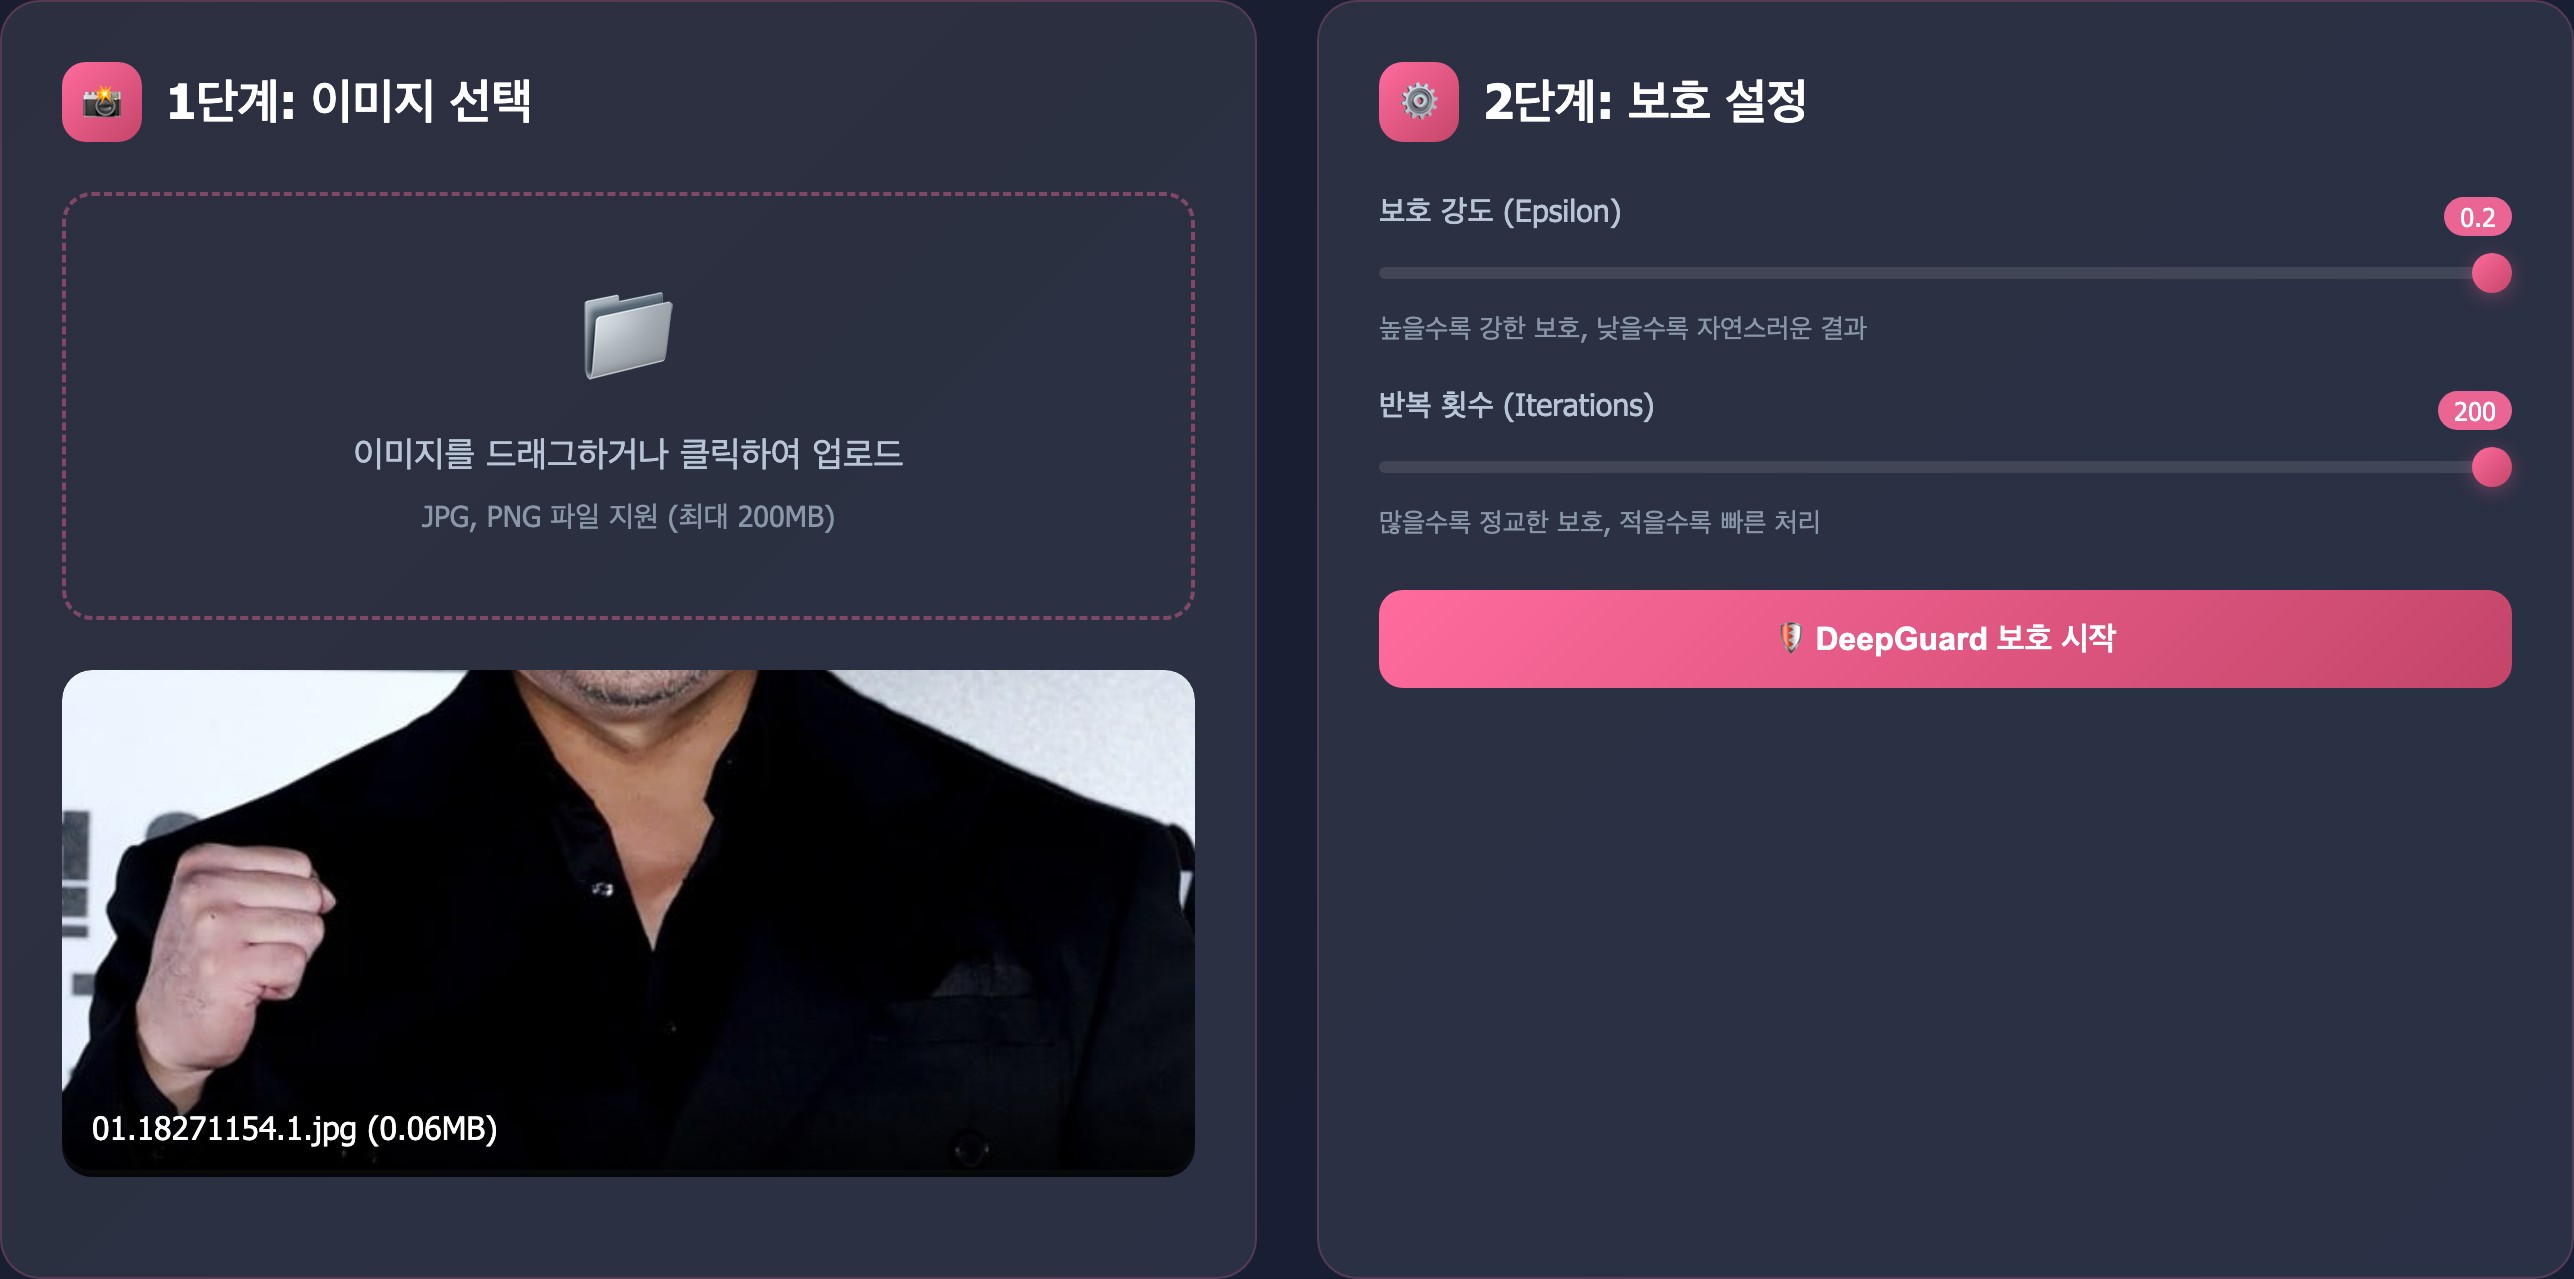 1단계: 이미지 선택
이미지를 드래그하거나 클릭하여 업로드
JPG, PNG 파일 지원 (최대 200MB)
01.18271154.1.jpg (0.06MB)
2단계: 보호 설정
보호 강도 (Epsilon)
0.2
높을수록 강한 보호, 낮을수록 자연스러운 결과
반복 횟수 (Iterations)
200
많을수록 정교한 보호, 적을수록 빠른 처리
DeepGuard 보호 시작